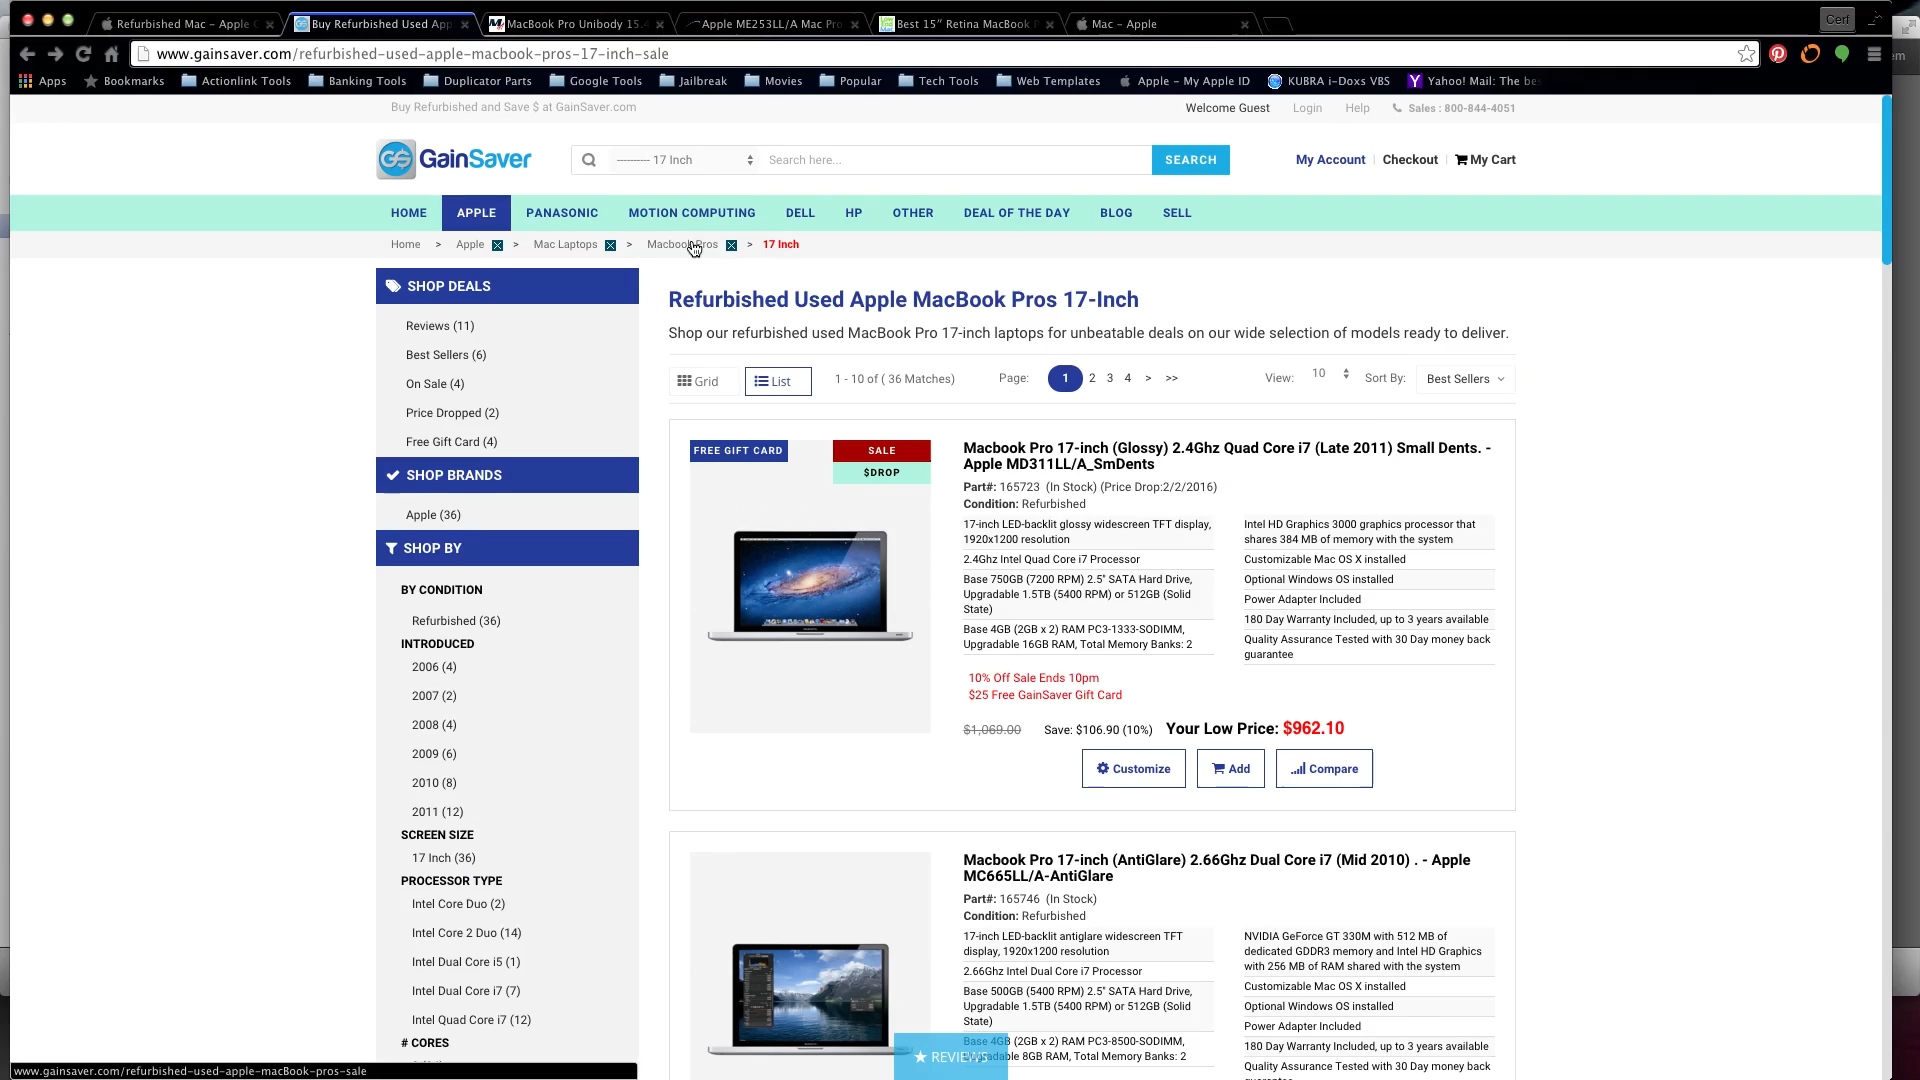 Refurbished Mac - Apple C
Buy Refurbished Used App
MacBook Pro Unibody 15.4
Apple ME253LL/A Mac Pro
Best 15" Retina MacBook P
Mac - Apple
Cerf
www.gainsaver.com/refurbished-used-apple-macbook-pros-17-inch-sale
Apps Bookmarks Actionlink Tools Banking Tools Duplicator Parts Google Tools Jailbreak Movies Popular Tech Tools Web Templates Apple - My Apple ID KUBRA i-Doxs VBS Yahoo! Mail: The bes
Buy Refurbished and Save $ at GainSaver.com
Welcome Guest Login Help Sales : 800-844-4051
GainSaver
---------- 17 Inch
Search here...
SEARCH
My Account Checkout My Cart
HOME APPLE PANASONIC MOTION COMPUTING DELL HP OTHER DEAL OF THE DAY BLOG SELL
Home > Apple > Mac Laptops > Macbook Pros > 17 Inch
SHOP DEALS
Reviews (11)
Best Sellers (6)
On Sale (4)
Price Dropped (2)
Free Gift Card (4)
SHOP BRANDS
Apple (36)
SHOP BY
BY CONDITION
Refurbished (36)
INTRODUCED
2006 (4)
2007 (2)
2008 (4)
2009 (6)
2010 (8)
2011 (12)
SCREEN SIZE
17 Inch (36)
PROCESSOR TYPE
Intel Core Duo (2)
Intel Core 2 Duo (14)
Intel Dual Core i5 (1)
Intel Dual Core i7 (7)
Intel Quad Core i7 (12)
# CORES
Refurbished Used Apple MacBook Pros 17-Inch
Shop our refurbished used MacBook Pro 17-inch laptops for unbeatable deals on our wide selection of models ready to deliver.
Grid List 1 - 10 of ( 36 Matches) Page: 1 2 3 4 > >> View: 10 Sort By: Best Sellers
FREE GIFT CARD
SALE
$DROP
Macbook Pro 17-inch (Glossy) 2.4Ghz Quad Core i7 (Late 2011) Small Dents. -
Apple MD311LL/A_SmDents
Part#: 165723 (In Stock) (Price Drop:2/2/2016)
Condition: Refurbished
17-inch LED-backlit glossy widescreen TFT display,
1920x1200 resolution
2.4Ghz Intel Quad Core i7 Processor
Base 750GB (7200 RPM) 2.5" SATA Hard Drive,
Upgradable 1.5TB (5400 RPM) or 512GB (Solid
State)
Base 4GB (2GB x 2) RAM PC3-1333-SODIMM,
Upgradable 16GB RAM, Total Memory Banks: 2
Intel HD Graphics 3000 graphics processor that
shares 384 MB of memory with the system
Customizable Mac OS X installed
Optional Windows OS installed
Power Adapter Included
180 Day Warranty Included, up to 3 years available
Quality Assurance Tested with 30 Day money back
guarantee
10% Off Sale Ends 10pm
$25 Free GainSaver Gift Card
$1,069.00 Save: $106.90 (10%) Your Low Price: $962.10
Customize Add Compare
Macbook Pro 17-inch (AntiGlare) 2.66Ghz Dual Core i7 (Mid 2010) . - Apple
MC665LL/A-AntiGlare
Part#: 165746 (In Stock)
Condition: Refurbished
17-inch LED-backlit antiglare widescreen TFT
display, 1920x1200 resolution
2.66Ghz Intel Dual Core i7 Processor
Base 500GB (5400 RPM) 2.5" SATA Hard Drive,
Upgradable 1.5TB (5400 RPM) or 512GB (Solid
State)
Base 4GB (2GB x 2) RAM PC3-8500-SODIMM,
Upgradable 8GB RAM, Total Memory Banks: 2
NVIDIA GeForce GT 330M with 512 MB of
dedicated GDDR3 memory and Intel HD Graphics
with 256 MB of RAM shared with the system
Customizable Mac OS X installed
Optional Windows OS installed
Power Adapter Included
180 Day Warranty Included, up to 3 years available
Quality Assurance Tested with 30 Day money back
★ REVIEWS
www.gainsaver.com/refurbished-used-apple-macBook-pros-sale